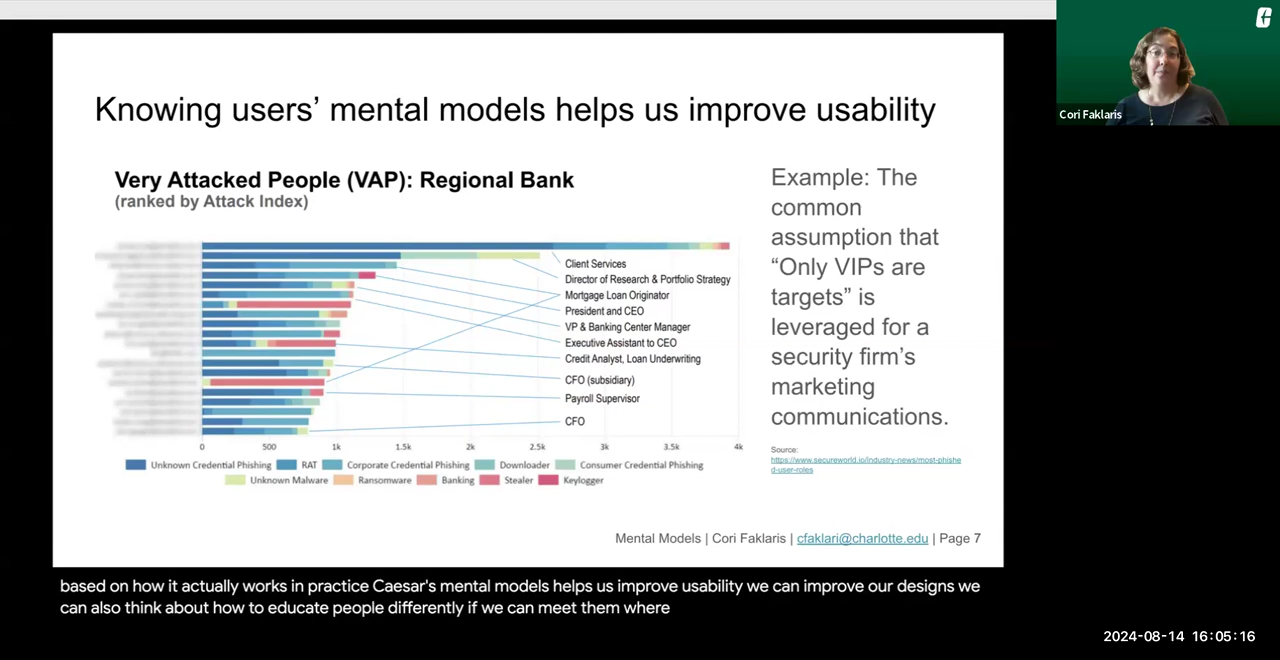 Knowing users’ mental models helps us improve usability
Very Attacked People (VAP): Regional Bank
(ranked by Attack Index)
Client Services
Director of Research & Portfolio Strategy
Mortgage Loan Originator
President and CEO
VP & Banking Center Manager
Executive Assistant to CEO
Credit Analyst, Loan Underwriting
CFO (subsidiary)
Payroll Supervisor
CFO
0 500 1k 1.5k 2k 2.5k 3k 3.5k 4k
Unknown Credential Phishing RAT Corporate Credential Phishing Downloader Consumer Credential Phishing
Unknown Malware Ransomware Banking Stealer Keylogger
Example: The
common
assumption that
“Only VIPs are
targets” is
leveraged for a
security firm’s
marketing
communications.
Source:
https://www.secureworld.io/industry-news/most-phishe
d-user-roles
Mental Models | Cori Faklaris | cfaklari@charlotte.edu | Page 7
Cori Faklaris
based on how it actually works in practice Caesar's mental models helps us improve usability we can improve our designs we
can also think about how to educate people differently if we can meet them where
2024-08-14 16:05:16